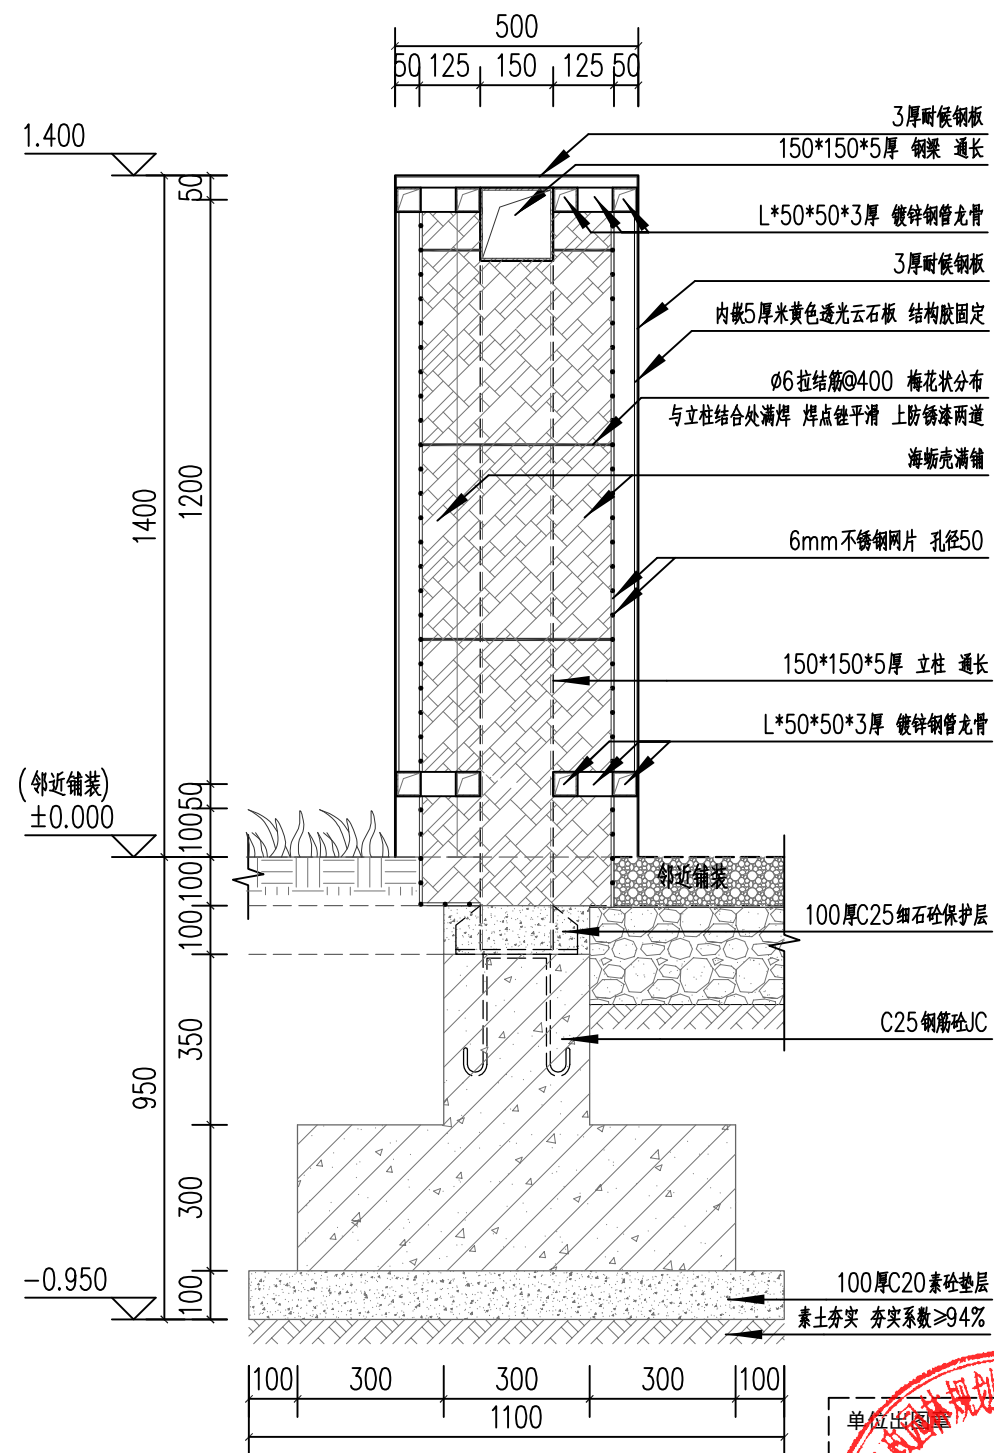 500
50 125 150 125 50
1.400
3厚耐候钢板
150*150*5厚 钢梁 通长
L*50*50*3厚 镀锌钢管龙骨
3厚耐候钢板
内嵌5厚米黄色透光云石板 结构胶固定
Ø6拉结筋@400 梅花状分布
与立柱结合处满焊 焊点锉平滑 上防锈漆两道
海蛎壳满铺
6mm不锈钢网片 孔径50
150*150*5厚 立柱 通长
L*50*50*3厚 镀锌钢管龙骨
50
1200
1400
50
100
(邻近铺装)
±0.000
邻近铺装
100
100
100厚C25细石砼保护层
350
C25钢筋砼JC
950
300
-0.950
100
100厚C20素砼垫层
素土夯实 夯实系数≥94%
100 300 300 300 100
1100
单位出图章
园林规划